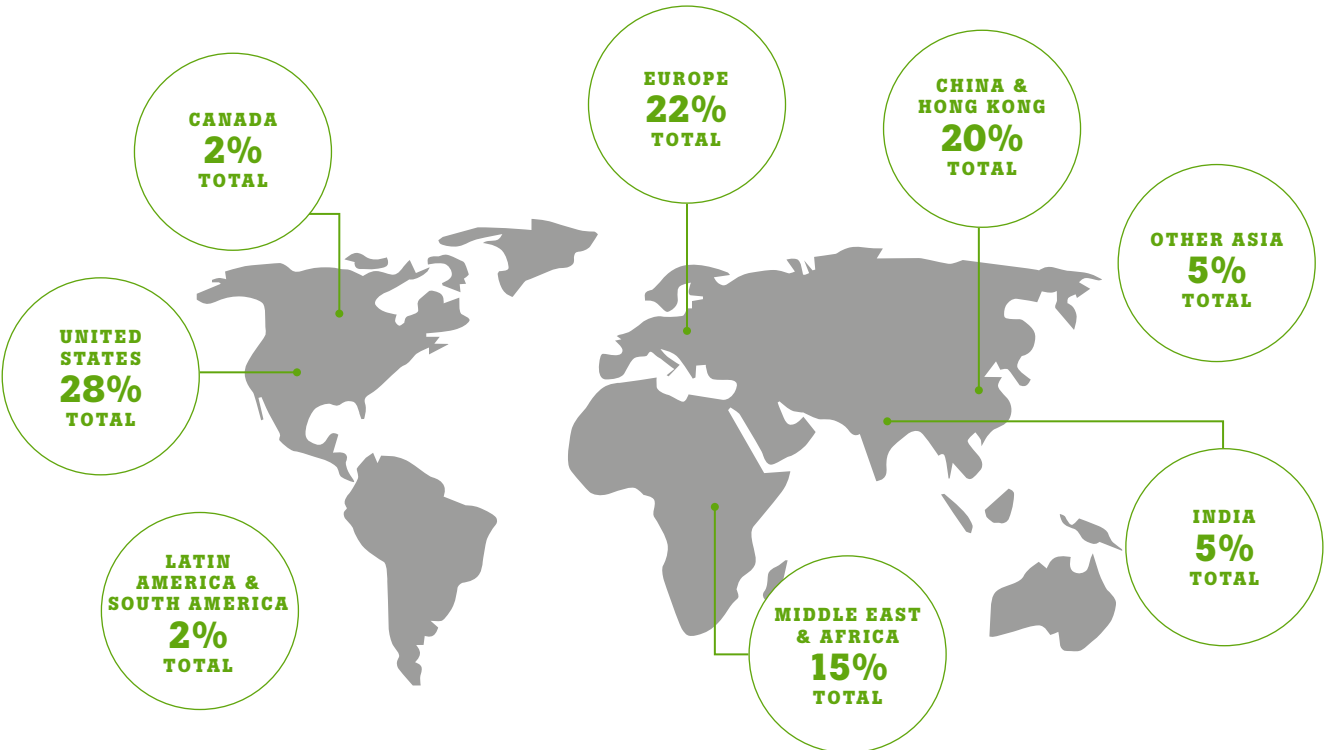 CANADA
2%
TOTAL
EUROPE
22%
TOTAL
CHINA &
HONG KONG
20%
TOTAL
OTHER ASIA
5%
TOTAL
UNITED
STATES
28%
TOTAL
INDIA
5%
TOTAL
LATIN
AMERICA &
SOUTH AMERICA
2%
TOTAL
MIDDLE EAST
& AFRICA
15%
TOTAL